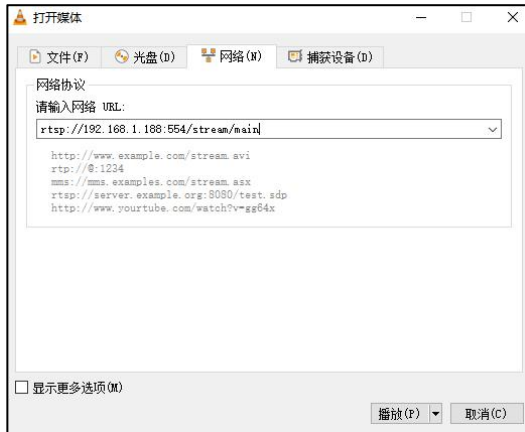 打开媒体
文件(F) 光盘(D) 网络(N) 捕获设备(D)
网络协议
请输入网络 URL:
rtsp://192.168.1.188:554/stream/main
http://www.example.com/stream.avi
rtp://@:1234
mms://mms.examples.com/stream.asx
rtsp://server.example.org:8080/test.sdp
http://www.yourtube.com/watch?v=gg64x
显示更多选项(M)
播放(P) 取消(C)